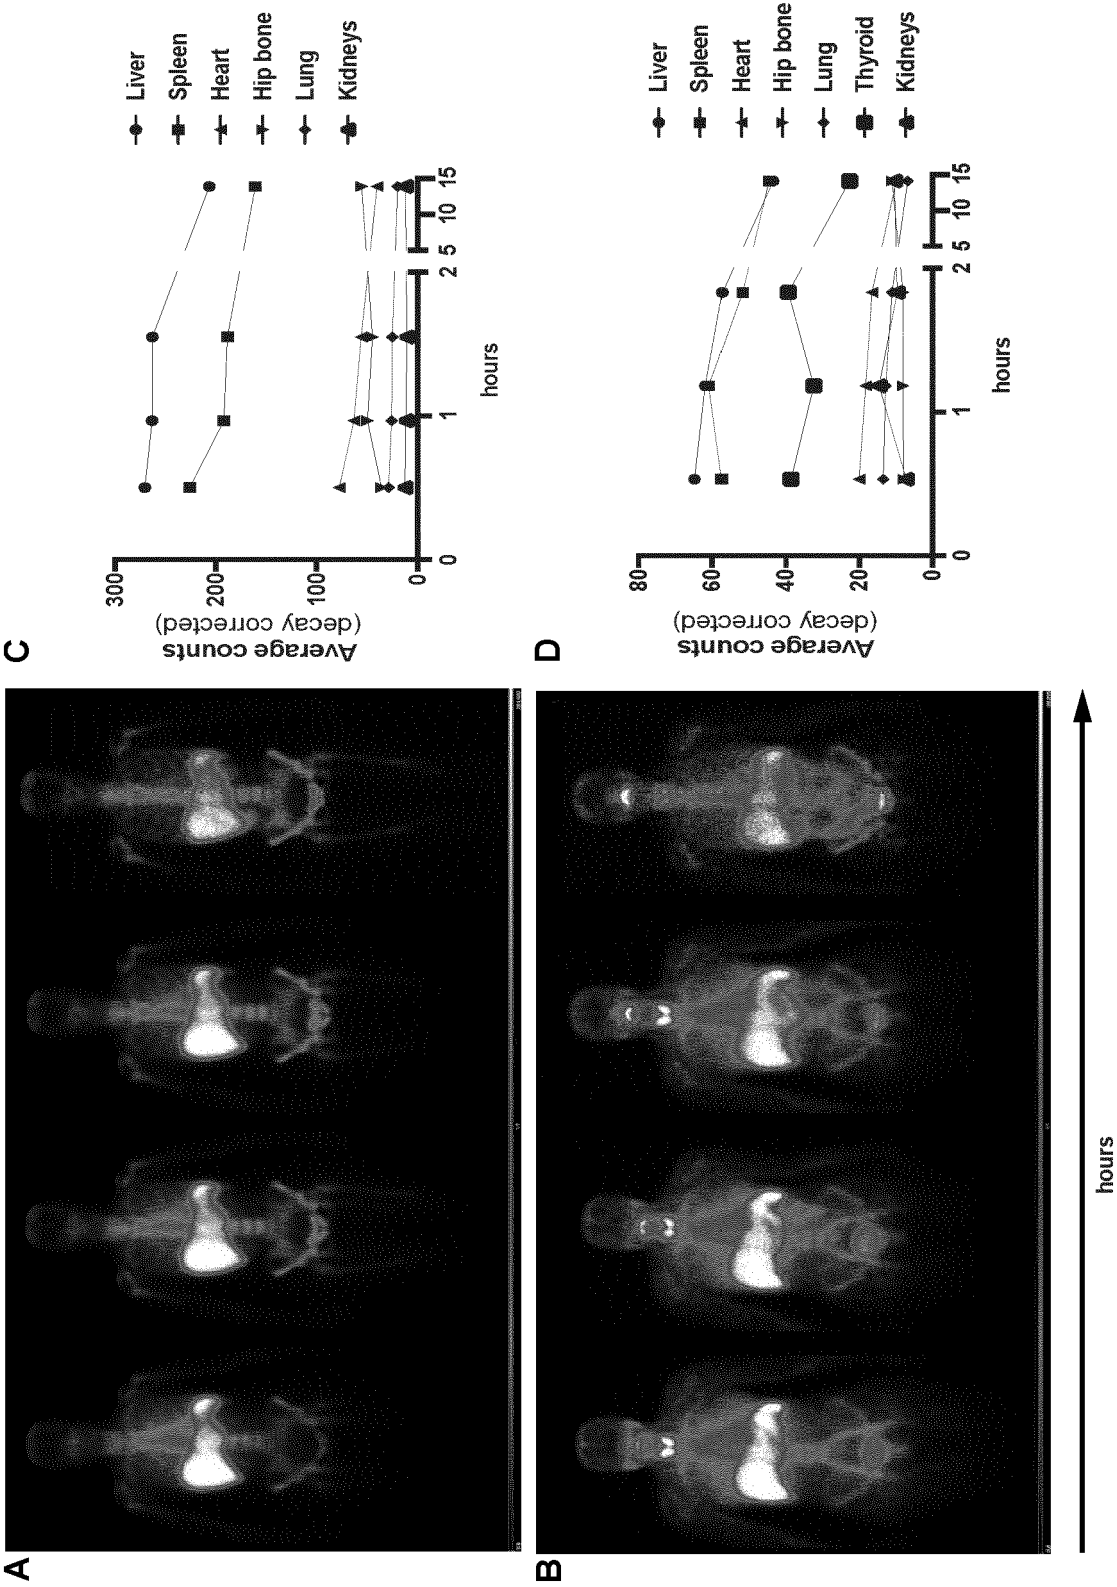 A
B
hours
C
Average counts
(decay corrected)
300
200
100
0
0
1
2
5
10
15
hours
Liver
Spleen
Heart
Hip bone
Lung
Kidneys
D
Average counts
(decay corrected)
80
60
40
20
0
0
1
2
5
10
15
hours
Liver
Spleen
Heart
Hip bone
Lung
Thyroid
Kidneys